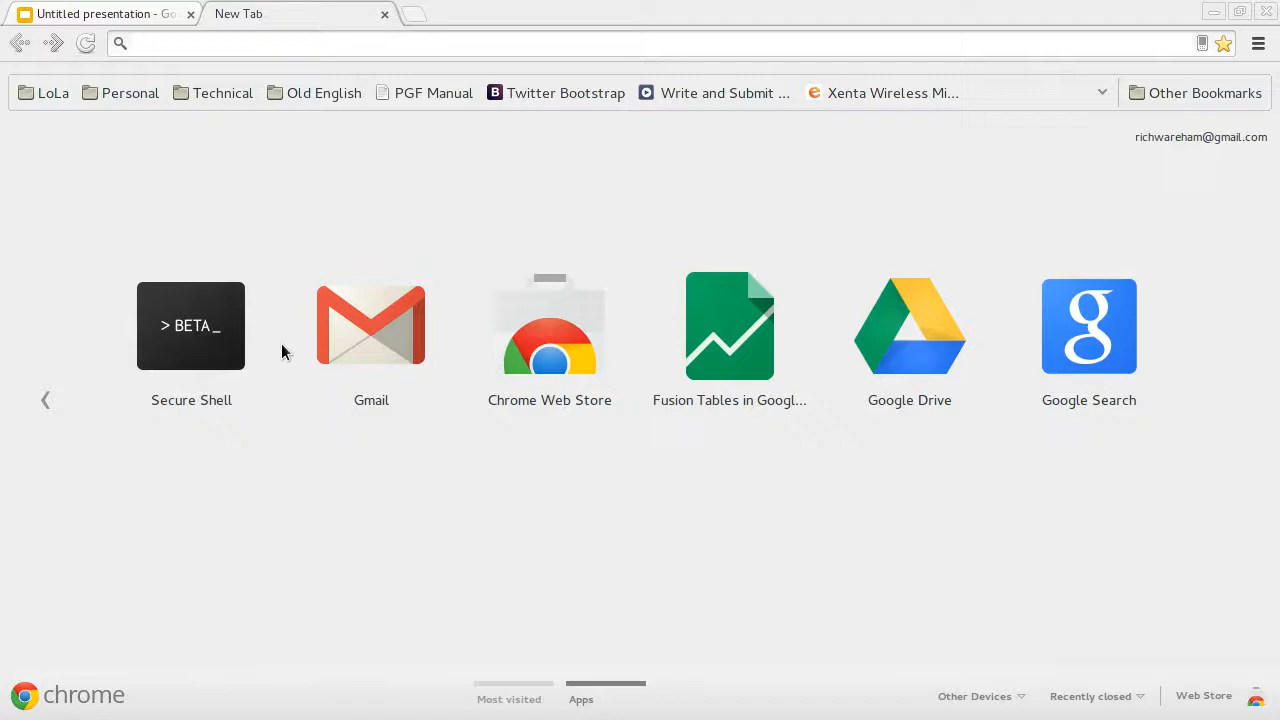 Untitled presentation - Go
New Tab
LoLa
Personal
Technical
Old English
PGF Manual
B
Twitter Bootstrap
Write and Submit ...
Xenta Wireless Mi...
Other Bookmarks
richwareham@gmail.com
> BETA_
g
Secure Shell
Gmail
Chrome Web Store
Fusion Tables in Googl...
Google Drive
Google Search
chrome
Most visited
Apps
Other Devices
Recently closed
Web Store